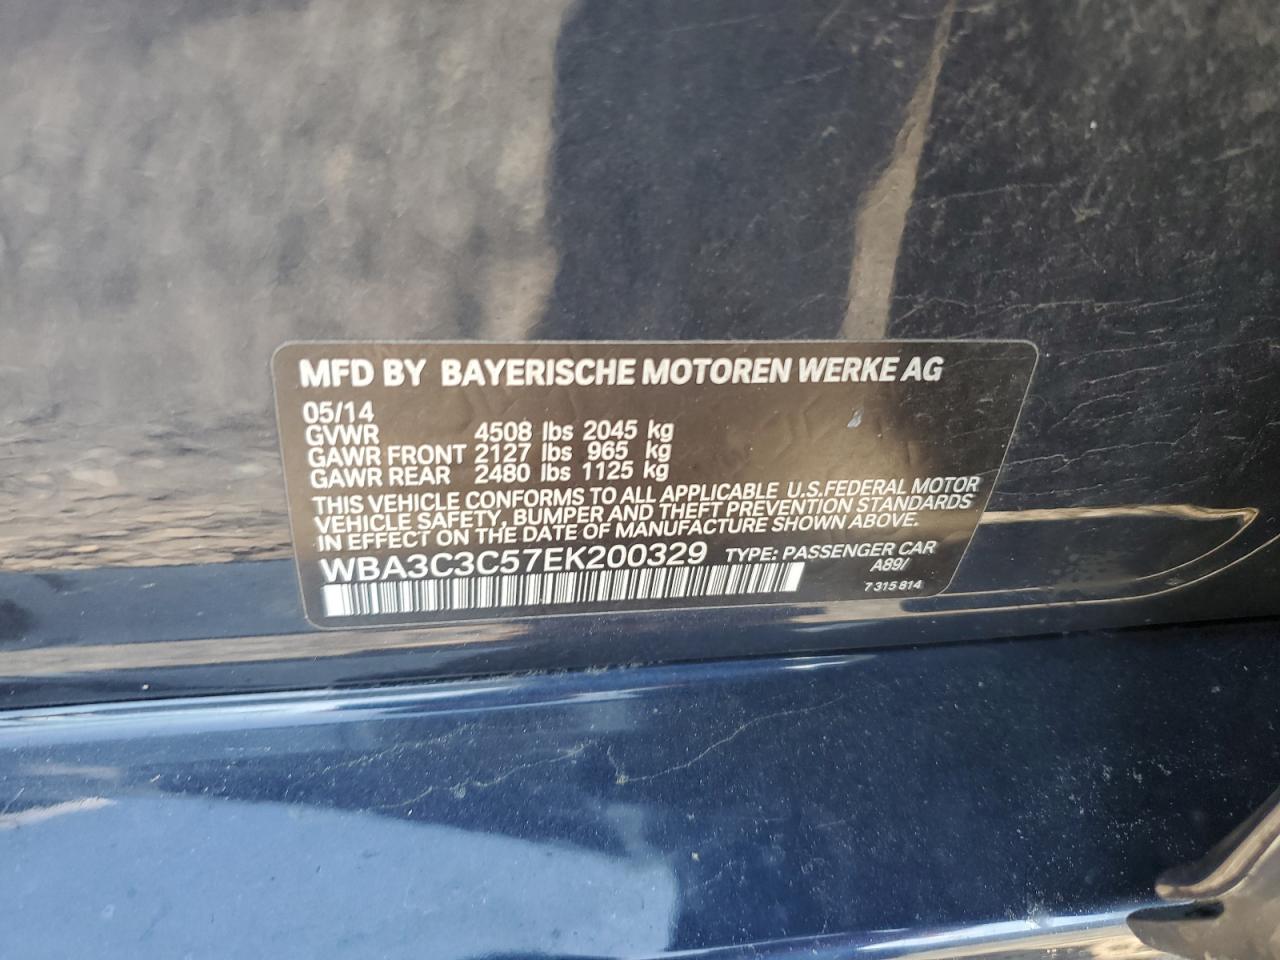 MFD BY BAYERISCHE MOTOREN WERKE AG
05/14
GVWR 4508 lbs 2045 kg
GAWR FRONT 2127 lbs 965 kg
GAWR REAR 2480 lbs 1125 kg
THIS VEHICLE CONFORMS TO ALL APPLICABLE U.S.FEDERAL MOTOR
VEHICLE SAFETY, BUMPER AND THEFT PREVENTION STANDARDS
IN EFFECT ON THE DATE OF MANUFACTURE SHOWN ABOVE.
WBA3C3C57EK200329 TYPE: PASSENGER CAR
A89/
7 315 814